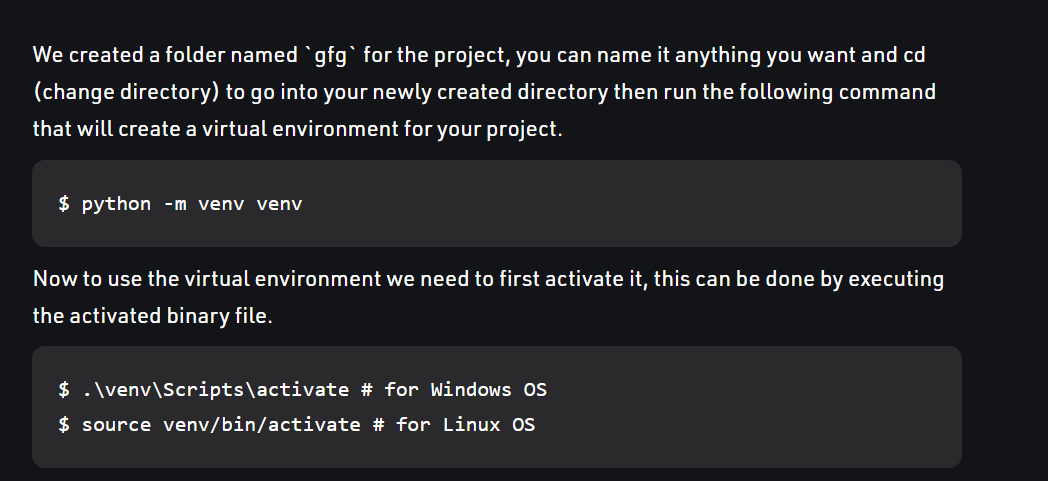 We created a folder named `gfg` for the project, you can name it anything you want and cd
(change directory) to go into your newly created directory then run the following command
that will create a virtual environment for your project.
$ python -m venv venv
Now to use the virtual environment we need to first activate it, this can be done by executing
the activated binary file.
$ .\venv\Scripts\activate # for Windows OS
$ source venv/bin/activate # for Linux OS